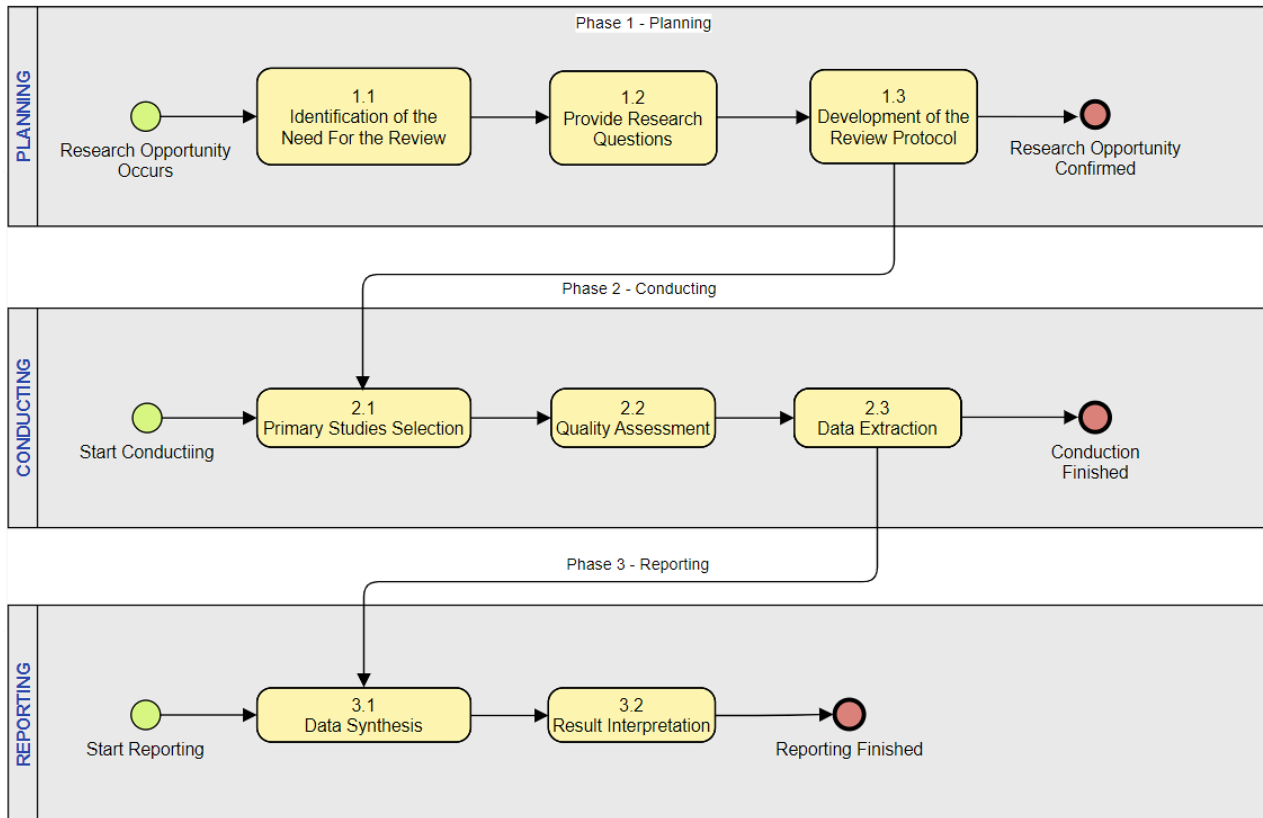 Phase 1 - Planning
PLANNING
1.1
Identification of the
Need For the Review
1.2
Provide Research
Questions
1.3
Development of the
Review Protocol
Research Opportunity
Occurs
Research Opportunity
Confirmed
Phase 2 - Conducting
CONDUCTING
2.1
Primary Studies Selection
2.2
Quality Assessment
2.3
Data Extraction
Start Conductiing
Conduction
Finished
Phase 3 - Reporting
REPORTING
3.1
Data Synthesis
3.2
Result Interpretation
Start Reporting
Reporting Finished